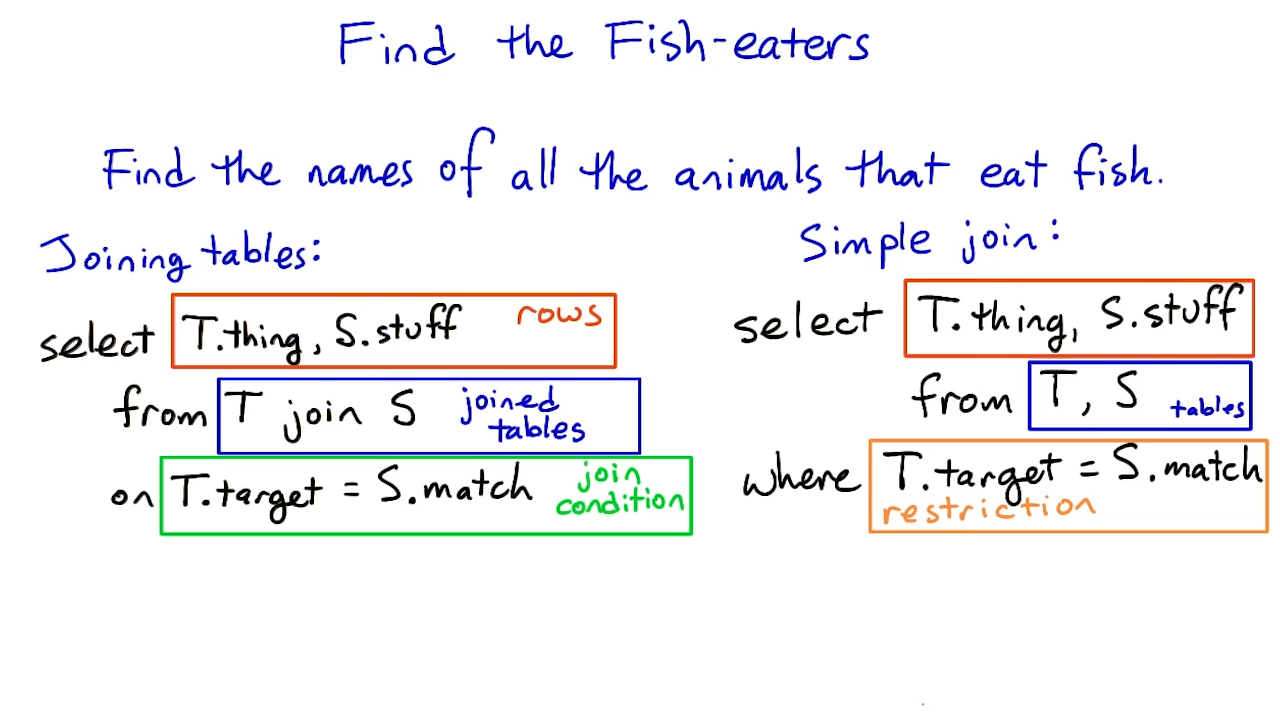 Find the Fish-eaters
Find the names of all the animals that eat fish.
Joining tables:
select T.thing, S.stuff rows
from T join S joined tables
on T.target = S.match join condition
Simple join:
select T.thing, S.stuff
from T, S tables
where T.target = S.match
restriction